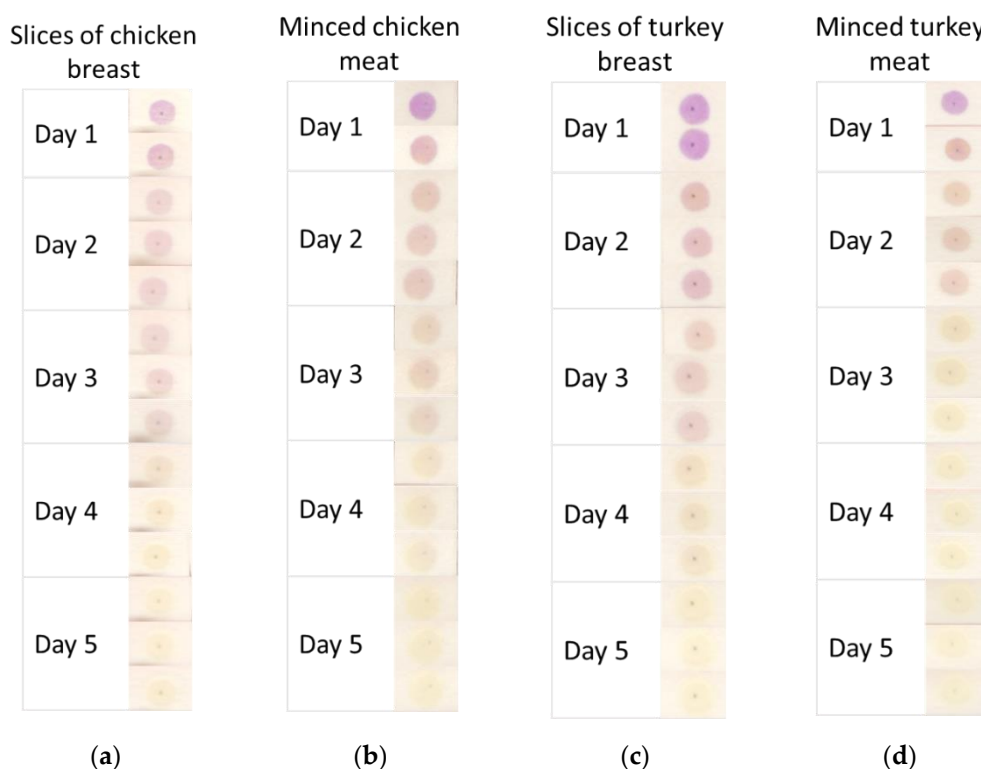 Slices of chicken
breast
Day 1
Day 2
Day 3
Day 4
Day 5
(a)
Minced chicken
meat
Day 1
Day 2
Day 3
Day 4
Day 5
(b)
Slices of turkey
breast
Day 1
Day 2
Day 3
Day 4
Day 5
(c)
Minced turkey
meat
Day 1
Day 2
Day 3
Day 4
Day 5
(d)